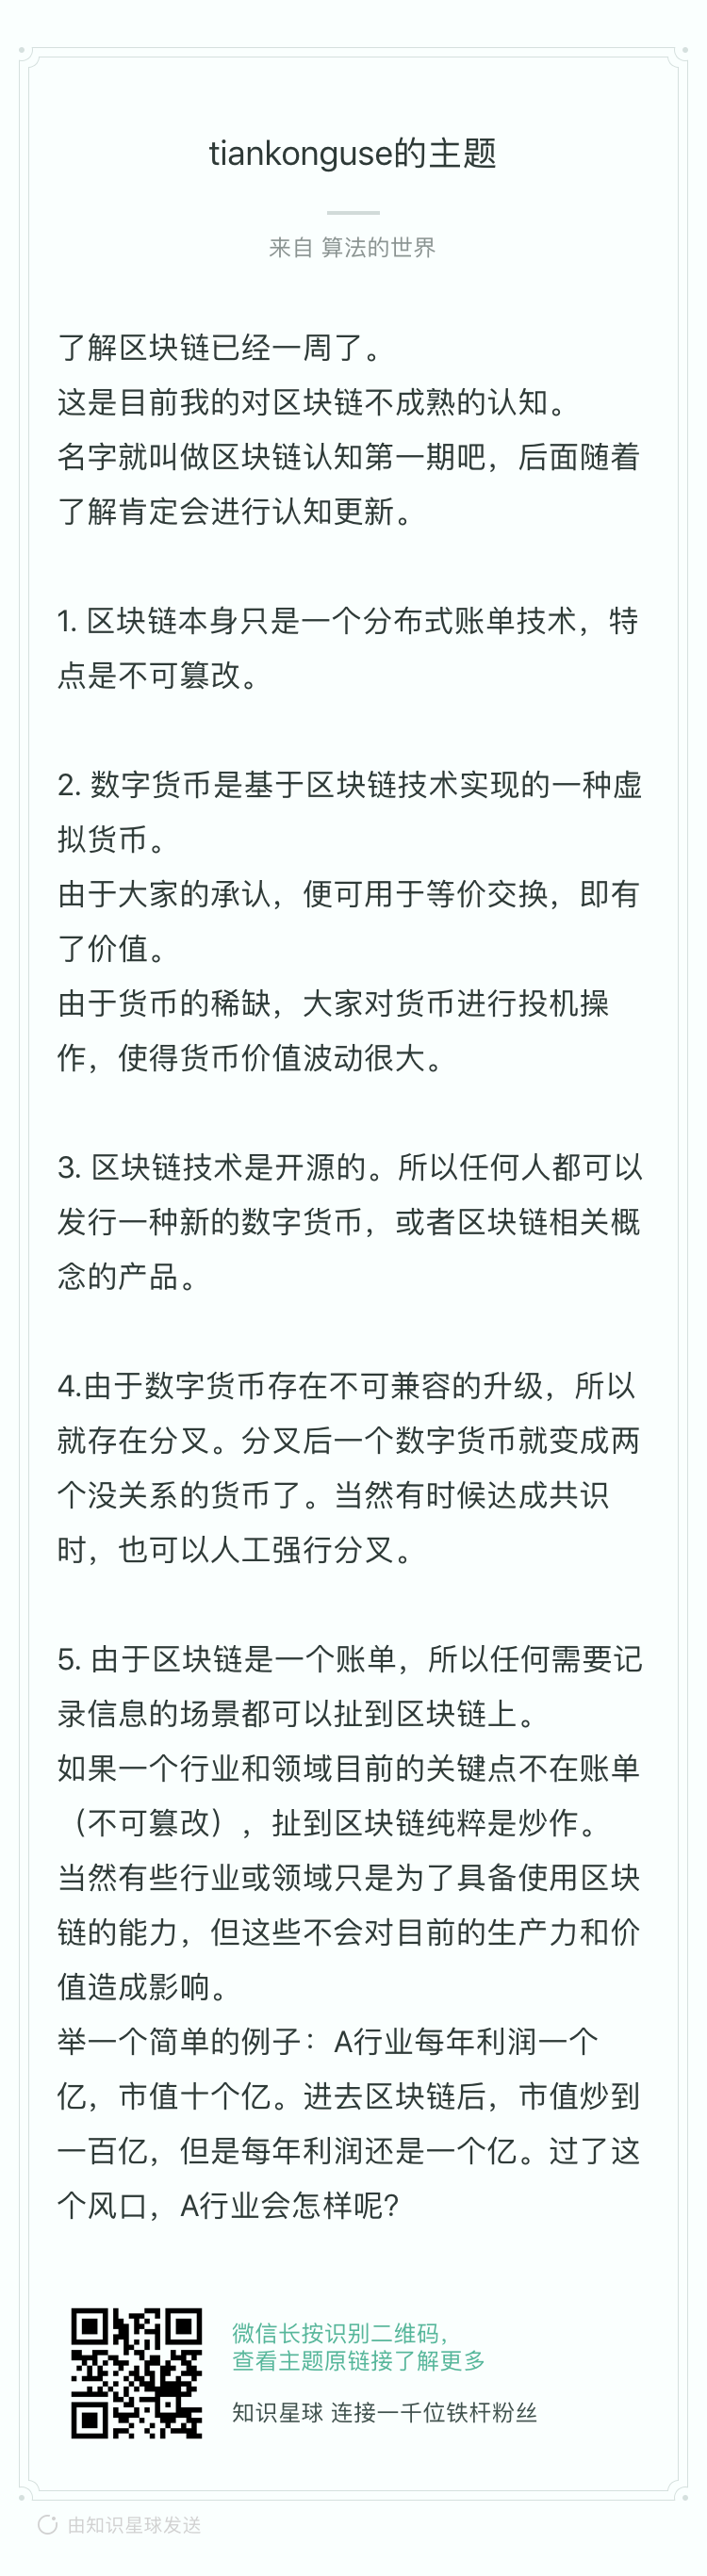 tiankonguse的主题
来自 算法的世界
了解区块链已经一周了。
这是目前我的对区块链不成熟的认知。
名字就叫做区块链认知第一期吧，后面随着
了解肯定会进行认知更新。
1. 区块链本身只是一个分布式账单技术，特
点是不可篡改。
2. 数字货币是基于区块链技术实现的一种虚
拟货币。
由于大家的承认，便可用于等价交换，即有
了价值。
由于货币的稀缺，大家对货币进行投机操
作，使得货币价值波动很大。
3. 区块链技术是开源的。所以任何人都可以
发行一种新的数字货币，或者区块链相关概
念的产品。
4.由于数字货币存在不可兼容的升级，所以
就存在分叉。分叉后一个数字货币就变成两
个没关系的货币了。当然有时候达成共识
时，也可以人工强行分叉。
5. 由于区块链是一个账单，所以任何需要记
录信息的场景都可以扯到区块链上。
如果一个行业和领域目前的关键点不在账单
（不可篡改），扯到区块链纯粹是炒作。
当然有些行业或领域只是为了具备使用区块
链的能力，但这些不会对目前的生产力和价
值造成影响。
举一个简单的例子：A行业每年利润一个
亿，市值十个亿。进去区块链后，市值炒到
一百亿，但是每年利润还是一个亿。过了这
个风口，A行业会怎样呢?
微信长按识别二维码，
查看主题原链接了解更多
知识星球 连接一千位铁杆粉丝
由知识星球发送